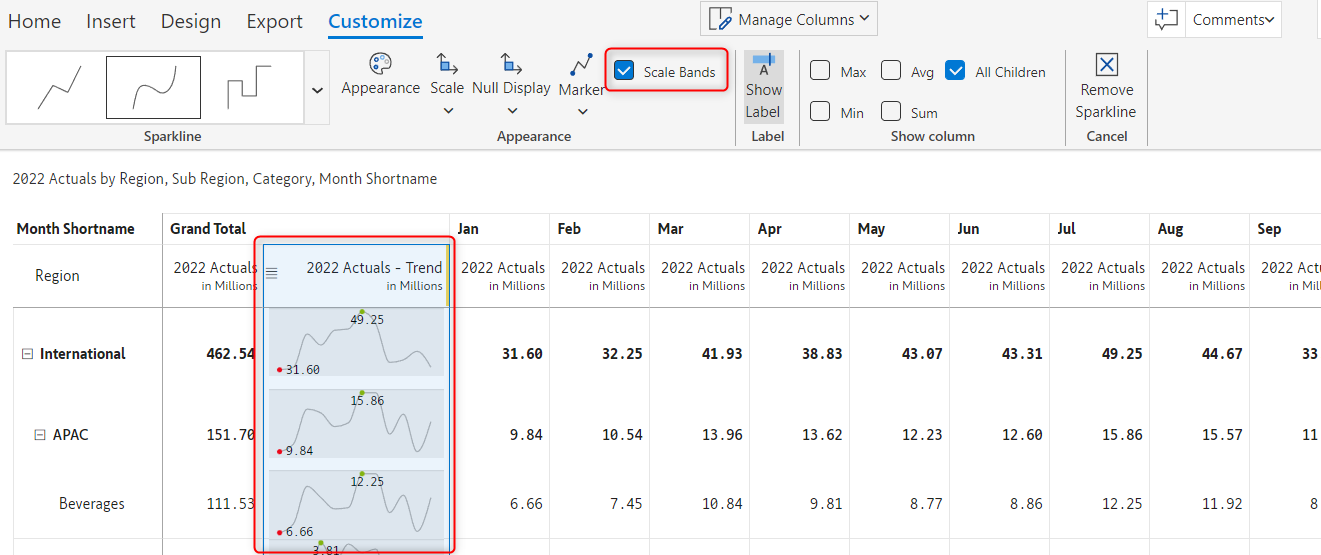 Home Insert Design Export Customize Manage Columns Comments
Appearance Scale Null Display Marker Scale Bands Show Label Max Avg All Children Remove Sparkline
Min Sum
Sparkline Appearance Label Show column Cancel
2022 Actuals by Region, Sub Region, Category, Month Shortname
Month Shortname Grand Total Jan Feb Mar Apr May Jun Jul Aug Sep
Region 2022 Actuals 2022 Actuals - Trend 2022 Actuals 2022 Actuals 2022 Actuals 2022 Actuals 2022 Actuals 2022 Actuals 2022 Actuals 2022 Actuals 2022 Actu
in Millions in Millions in Millions in Millions in Millions in Millions in Millions in Millions in Millions in Millions in Mil
49.25
International 462.54 31.60 32.25 41.93 38.83 43.07 43.31 49.25 44.67 33
31.60
15.86
APAC 151.70 9.84 10.54 13.96 13.62 12.23 12.60 15.86 15.57 11
9.84
12.25
Beverages 111.53 6.66 7.45 10.84 9.81 8.77 8.86 12.25 11.92 8
6.66
3.81